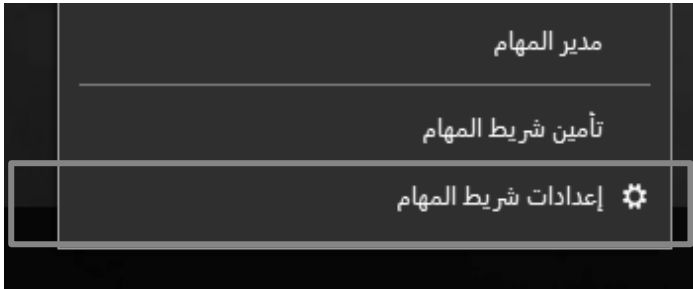 مدير المهام
تأمين شريط المهام
إعدادات شريط المهام